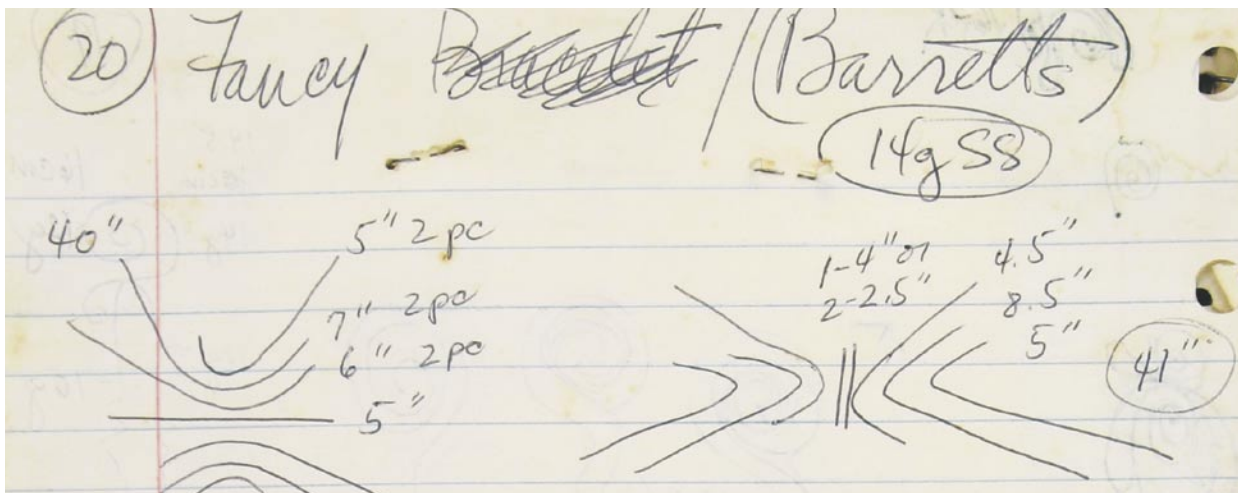 20 Fancy Bracelet / (Barretts)
14g SS
40" 5" 2pc
7" 2pc
6" 2pc
5"
1-4" or 4.5"
2-2.5" 8.5"
5"
41"